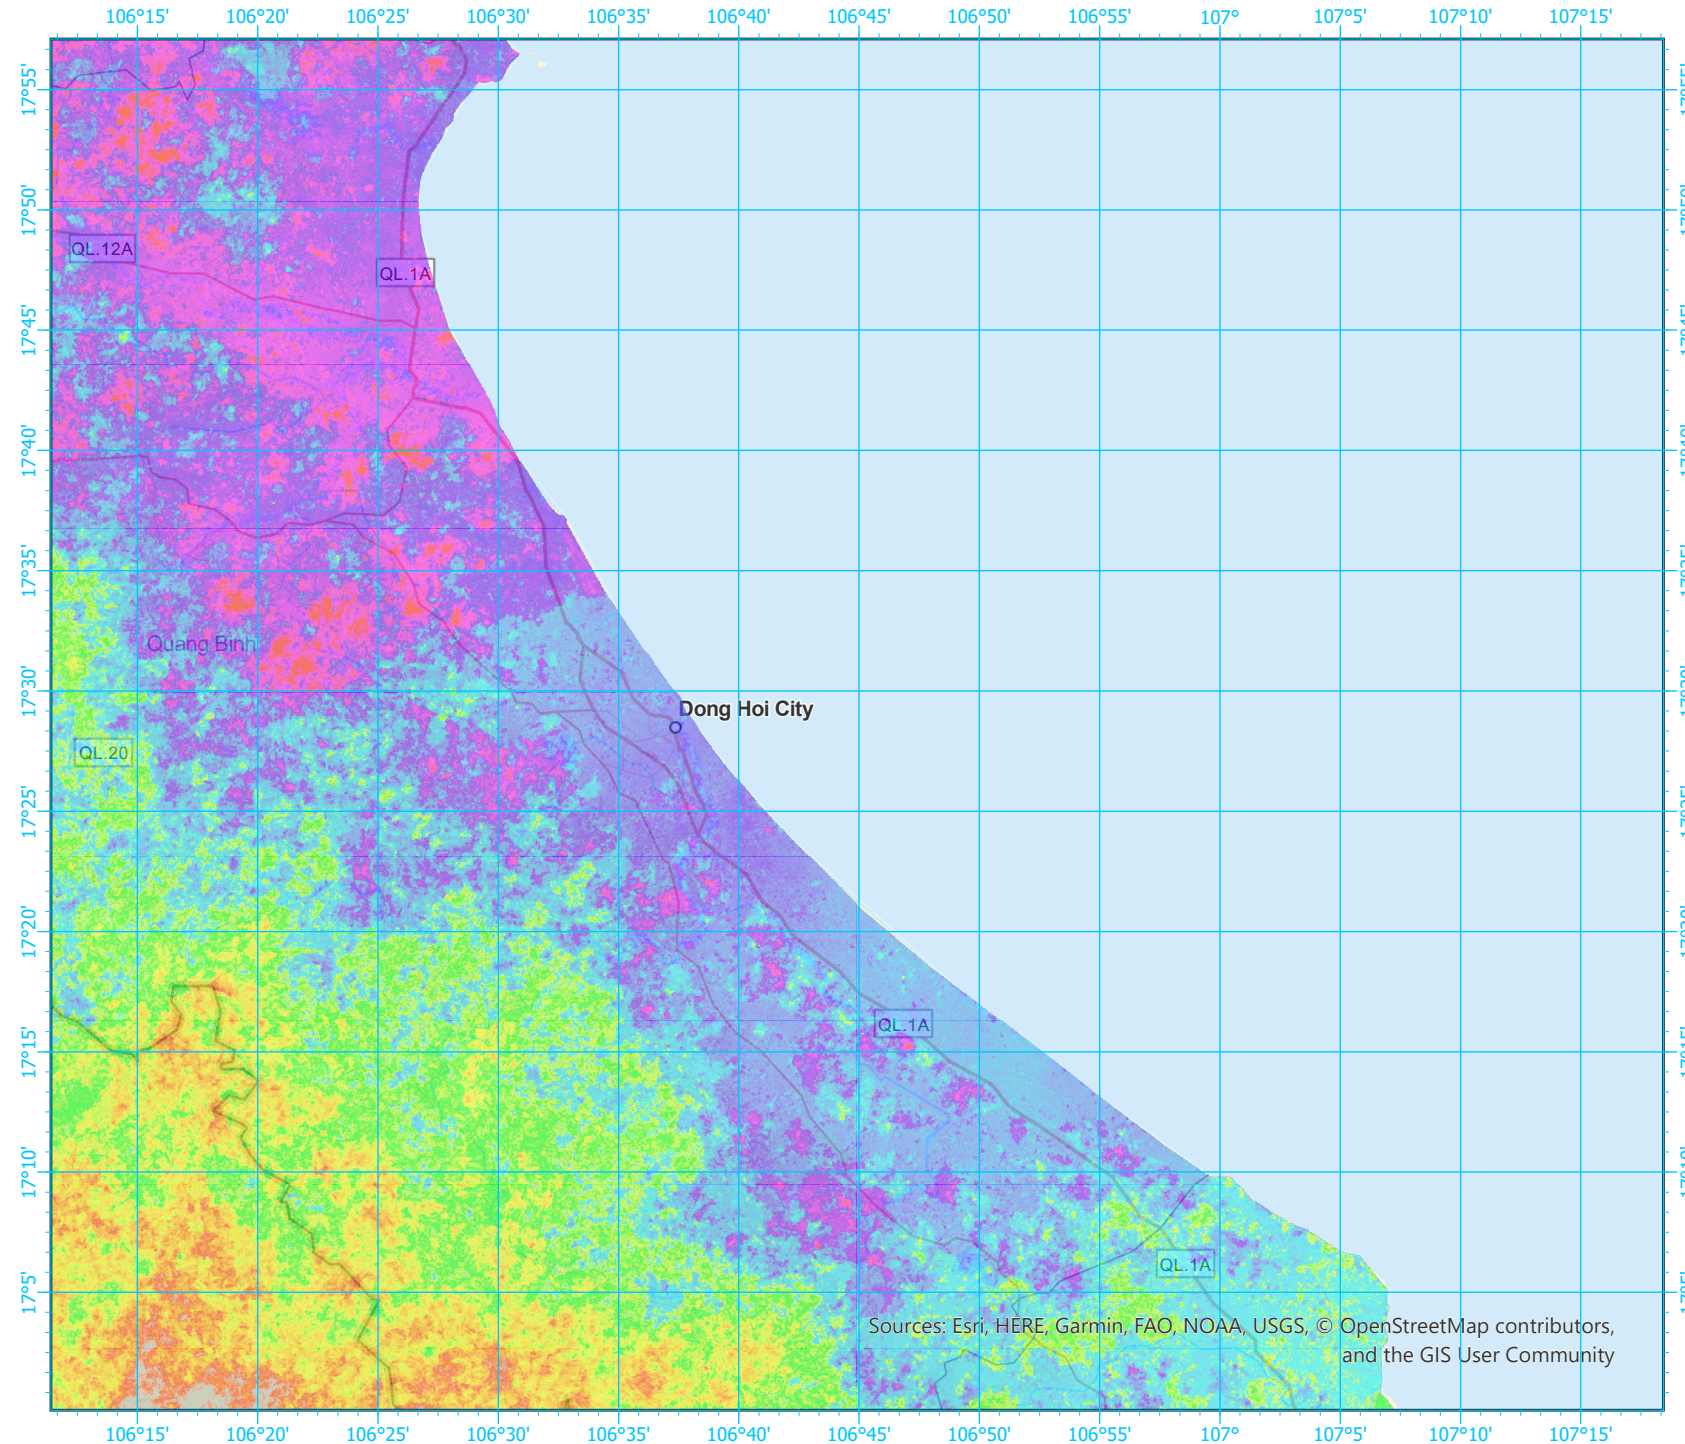 106°15' 106°20' 106°25' 106°30' 106°35' 106°40' 106°45' 106°50' 106°55' 107° 107°5' 107°10' 107°15'
17°55'
17°50'
QL.12A
QL.1A
17°45'
17°40'
17°35'
Quang Binh
17°30'
Dong Hoi City
QL.20
17°25'
17°20'
QL.1A
17°15'
17°10'
QL.1A
17°5'
Sources: Esri, HERE, Garmin, FAO, NOAA, USGS, © OpenStreetMap contributors,
and the GIS User Community
106°15' 106°20' 106°25' 106°30' 106°35' 106°40' 106°45' 106°50' 106°55' 107° 107°5' 107°10' 107°15'